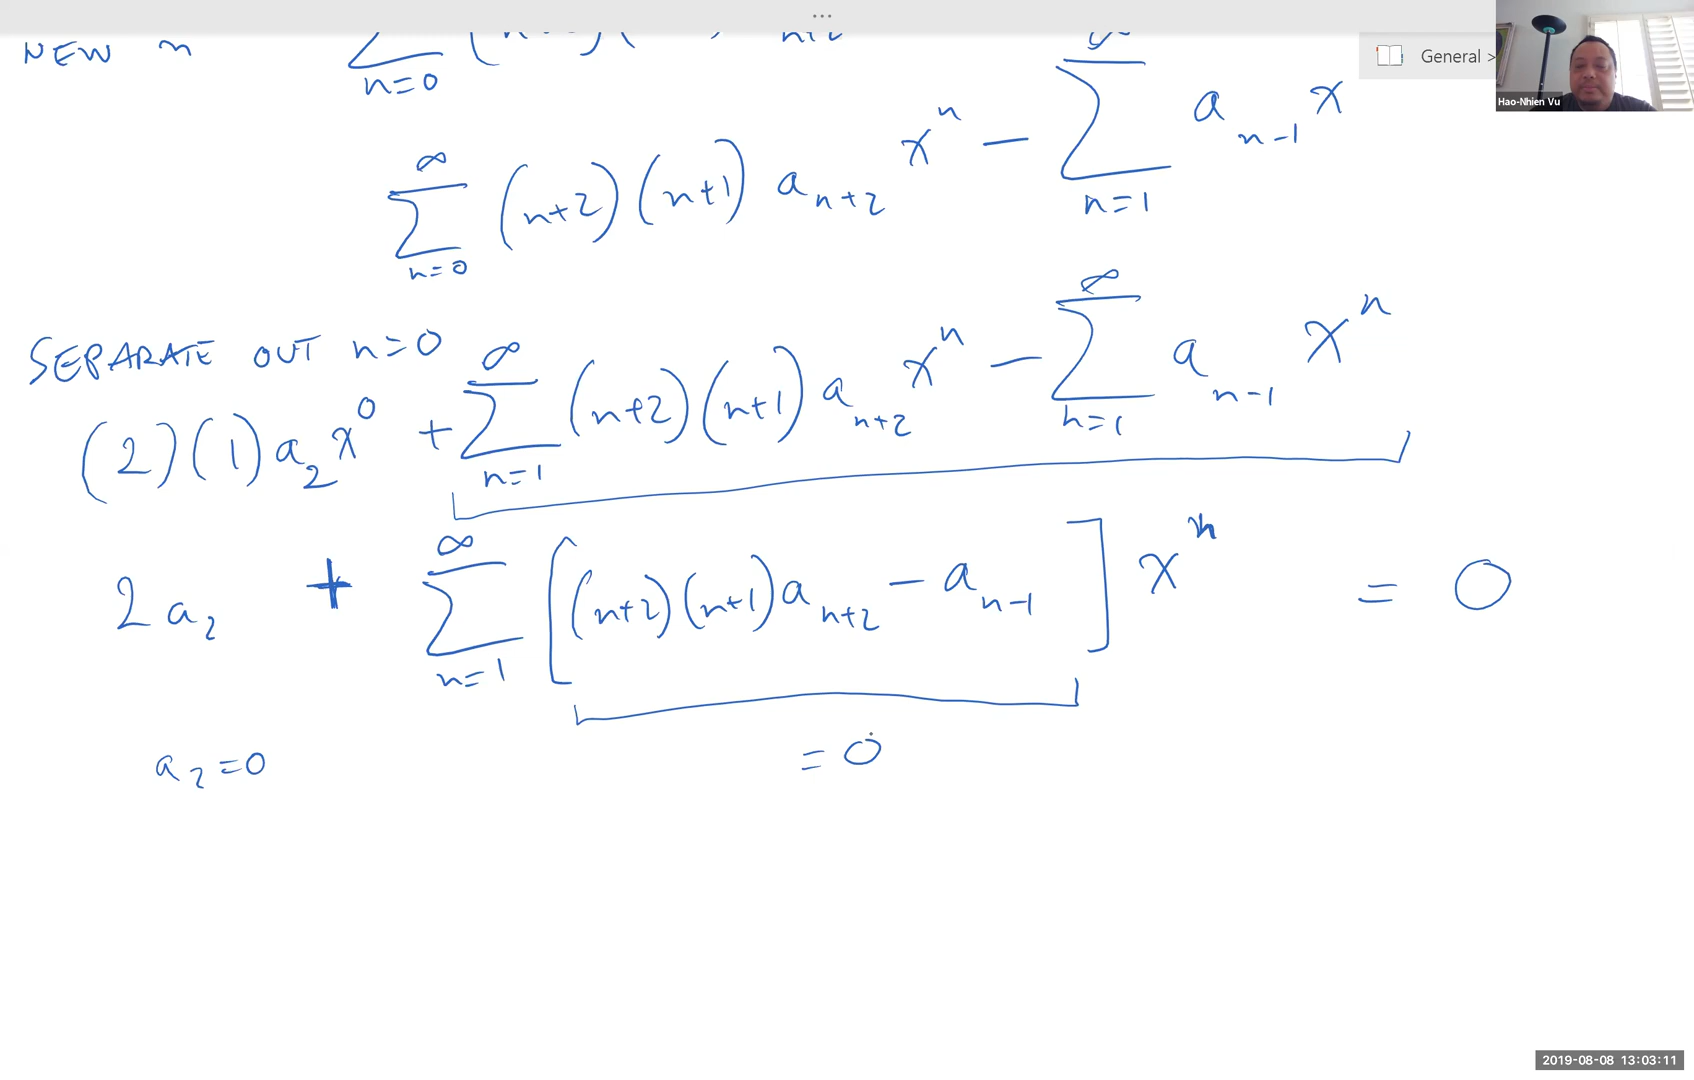 ...
NEW n ∑ n=0
General >
Hao-Nhien Vu
∞ ∑ n=0 (n+2)(n+1) a_{n+2} x^n − ∑ n=1 a_{n-1} x
SEPARATE OUT n=0
(2)(1) a_2 x^0 + ∞ ∑ n=1 (n+2)(n+1) a_{n+2} x^n − ∞ ∑ n=1 a_{n-1} x^n
2a_2 + ∞ ∑ n=1 [(n+2)(n+1) a_{n+2} − a_{n-1}] x^n = 0
a_2 = 0 = 0
2019-08-08 13:03:11